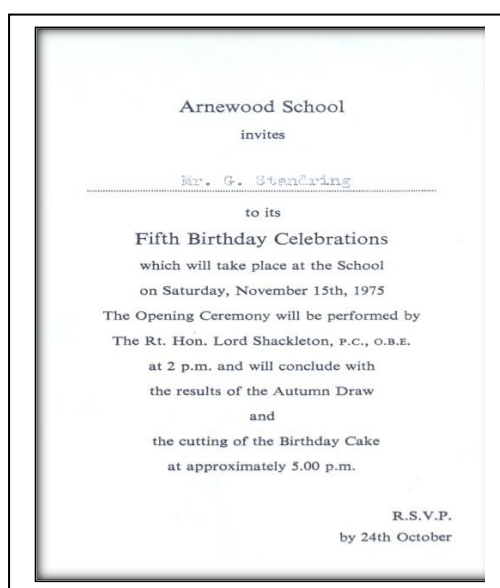 Arnewood School
invites
Mr. G. Standring
to its
Fifth Birthday Celebrations
which will take place at the School
on Saturday, November 15th, 1975
The Opening Ceremony will be performed by
The Rt. Hon. Lord Shackleton, P.C., O.B.E.
at 2 p.m. and will conclude with
the results of the Autumn Draw
and
the cutting of the Birthday Cake
at approximately 5.00 p.m.
R.S.V.P.
by 24th October